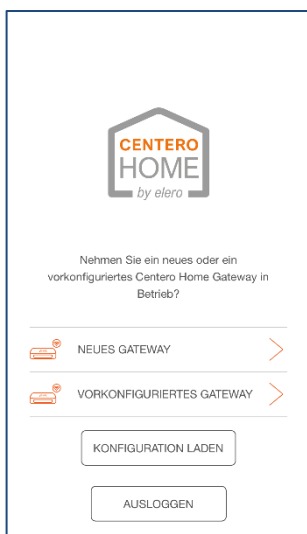 CENTERO
HOME
by elero
Nehmen Sie ein neues oder ein
vorkonfiguriertes Centero Home Gateway in
Betrieb?
NEUES GATEWAY
VORKONFIGURIERTES GATEWAY
KONFIGURATION LADEN
AUSLOGGEN